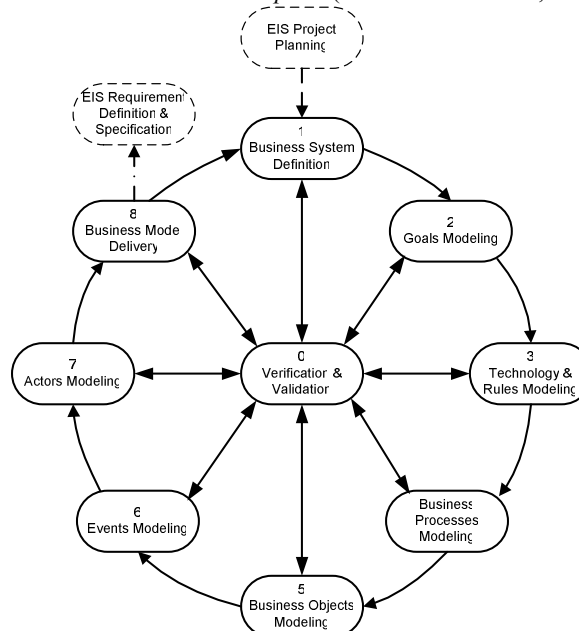 EIS Project
Planning
EIS Requirement
Definition &
Specification
1
Business System
Definition
8
Business Mode
Delivery
2
Goals Modeling
0
Verification &
Validation
7
Actors Modeling
3
Technology &
Rules Modeling
6
Events Modeling
Business
Processes
Modeling
5
Business Objects
Modeling